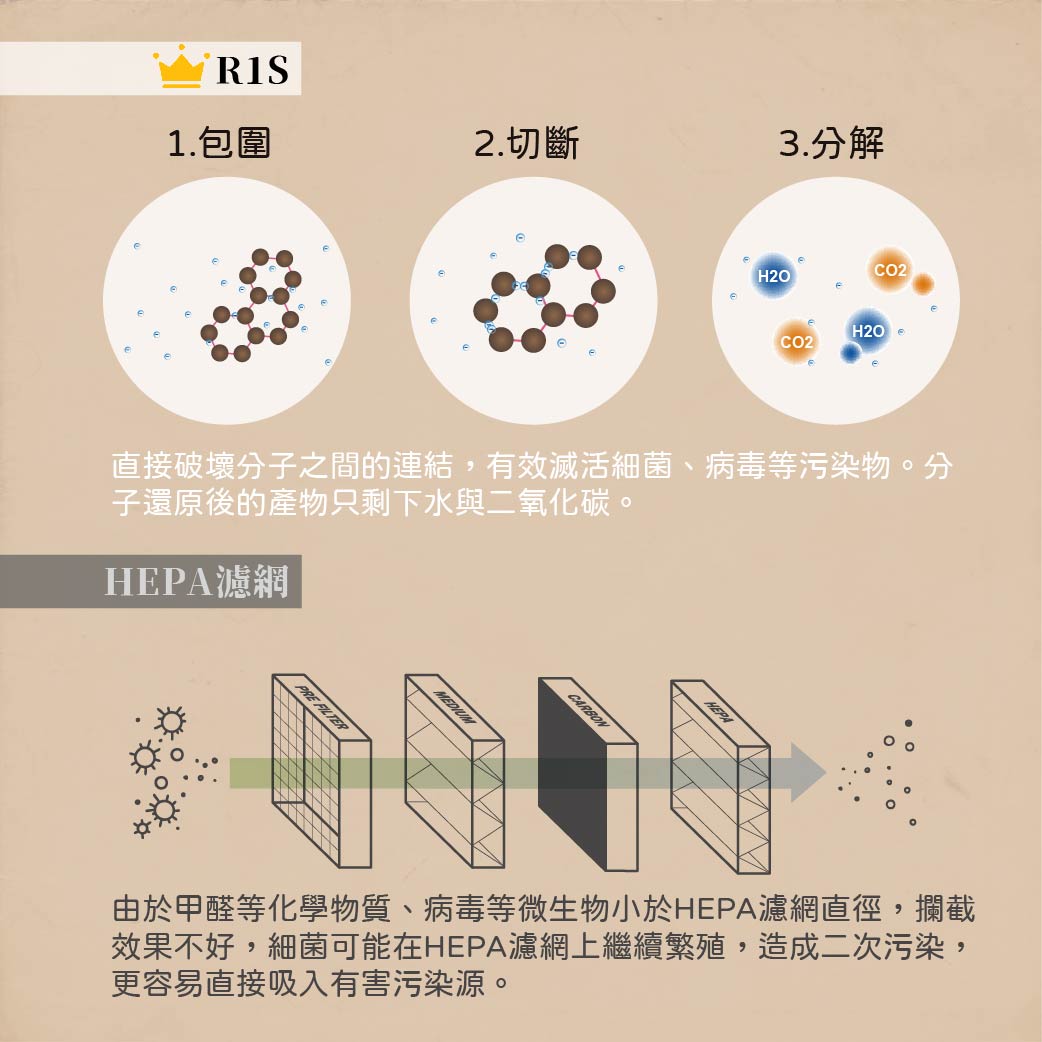 R1S
1.包圍
2.切斷
3.分解
H2O
CO2
CO2
H2O
直接破壞分子之間的連結，有效滅活細菌、病毒等污染物。分
子還原後的產物只剩下水與二氧化碳。
HEPA濾網
PRE FILTER
MEDIUM
CARBON
HEPA
由於甲醛等化學物質、病毒等微生物小於HEPA濾網直徑，攔截
效果不好，細菌可能在HEPA濾網上繼續繁殖，造成二次污染，
更容易直接吸入有害污染源。